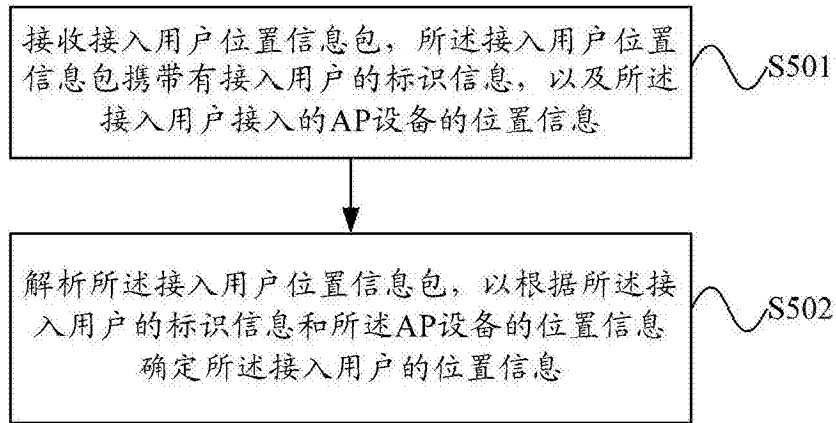 接收接入用户位置信息包，所述接入用户位置
信息包携带有接入用户的标识信息，以及所述
接入用户接入的AP设备的位置信息
S501
解析所述接入用户位置信息包，以根据所述接
入用户的标识信息和所述AP设备的位置信息
确定所述接入用户的位置信息
S502